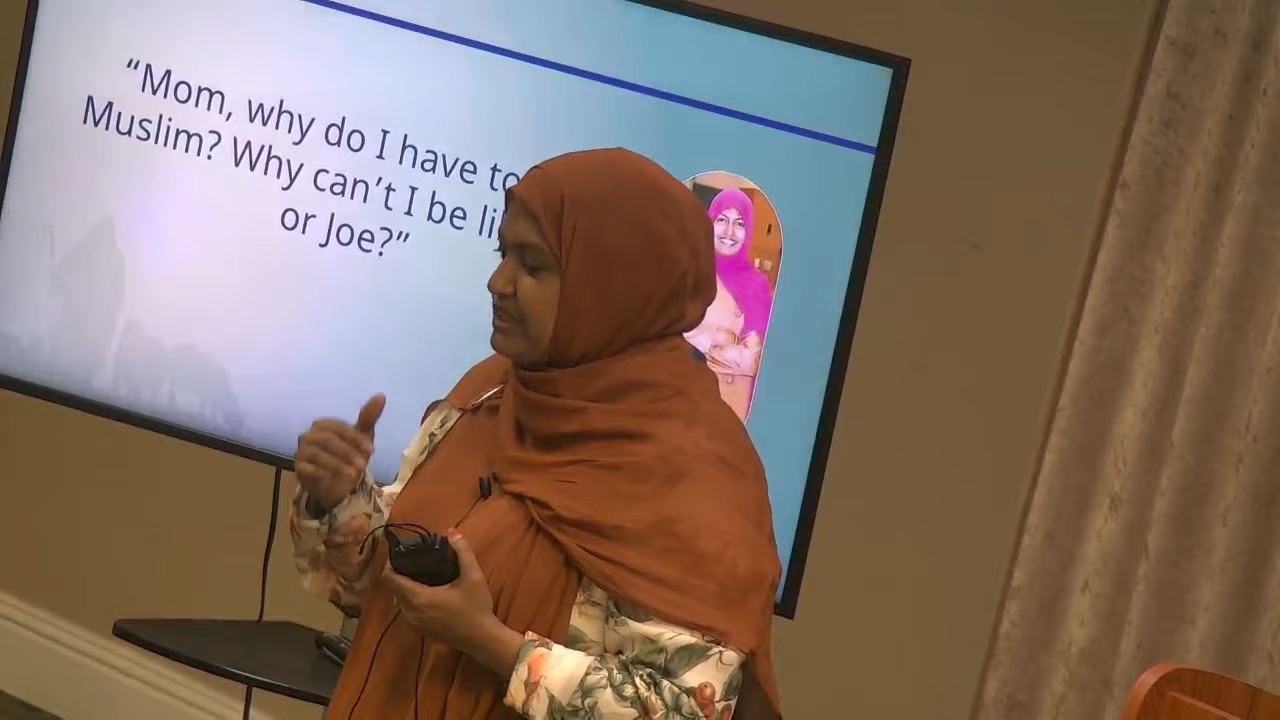 “Mom, why do I have to
Muslim? Why can’t I be
or Joe?”